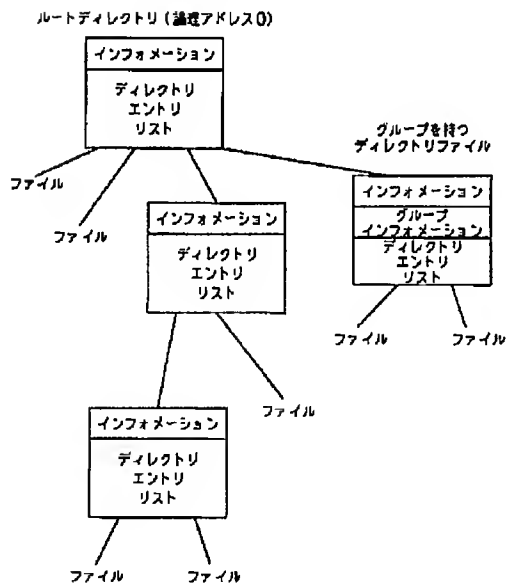 ルートディレクトリ(論理アドレス0)
インフォメーション
ディレクトリ
エントリ
リスト
グループを持つ
ディレクトリファイル
ファイル
ファイル
インフォメーション
グループ
インフォメーション
ディレクトリ
エントリ
リスト
インフォメーション
ディレクトリ
エントリ
リスト
ファイル
ファイル
ファイル
インフォメーション
ディレクトリ
エントリ
リスト
ファイル
ファイル